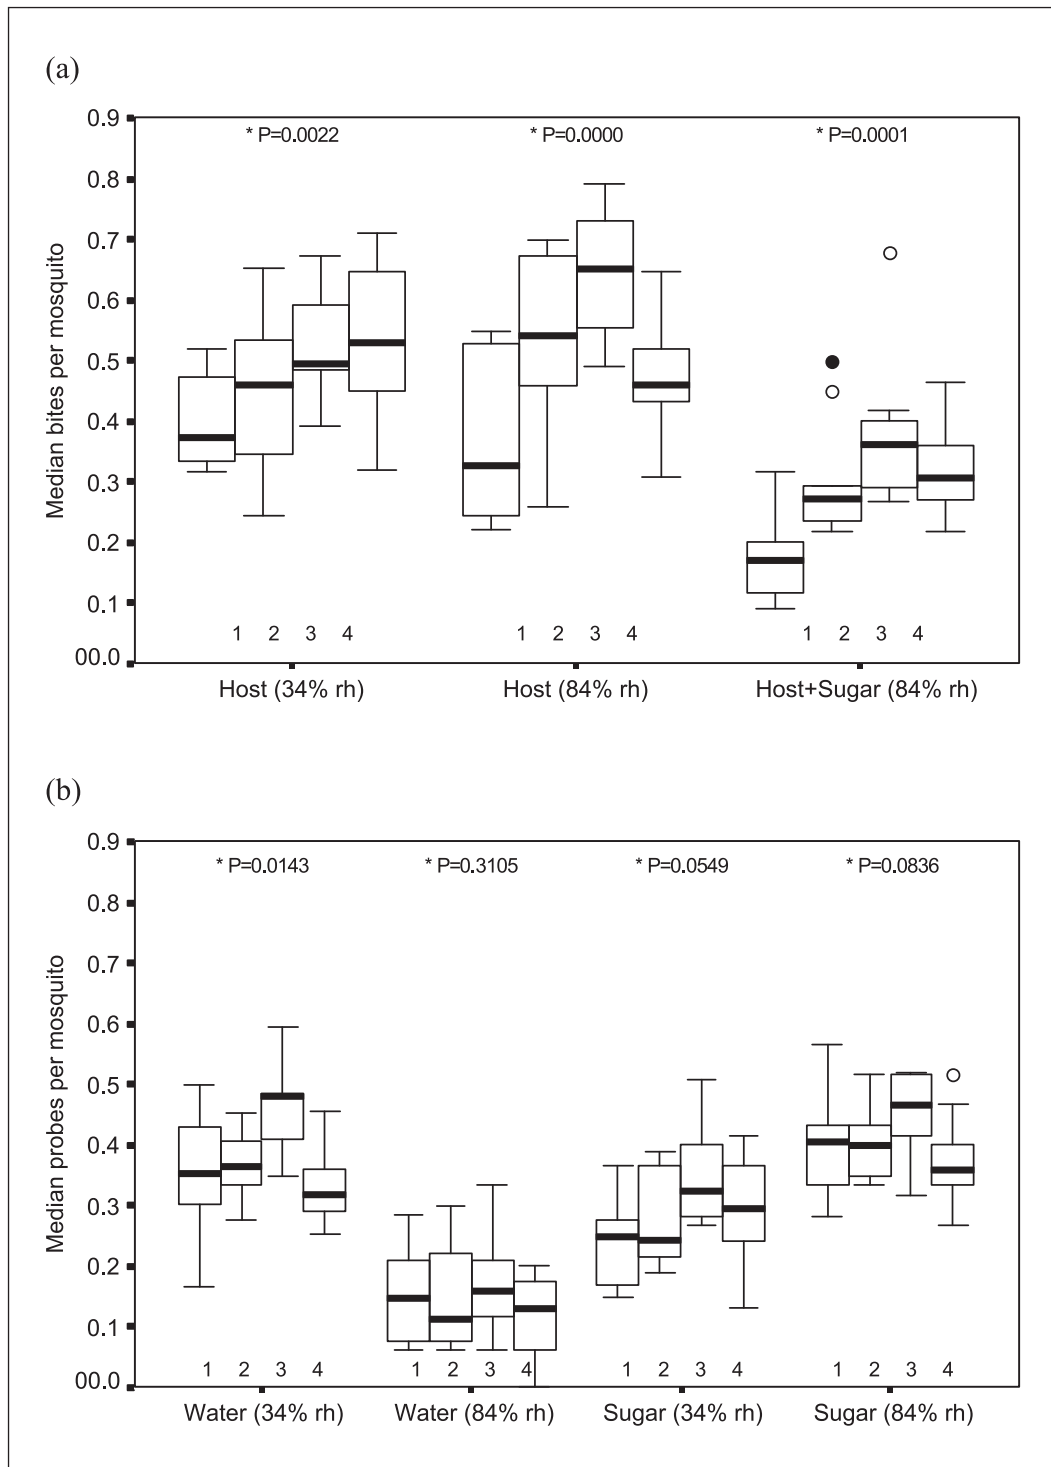 (a)
Median bites per mosquito
0.9
0.8
0.7
0.6
0.5
0.4
0.3
0.2
0.1
00.0
* P=0.0022 * P=0.0000 * P=0.0001
1 2 3 4 1 2 3 4 1 2 3 4
Host (34% rh) Host (84% rh) Host+Sugar (84% rh)
(b)
Median probes per mosquito
0.9
0.8
0.7
0.6
0.5
0.4
0.3
0.2
0.1
00.0
* P=0.0143 * P=0.3105 * P=0.0549 * P=0.0836
1 2 3 4 1 2 3 4 1 2 3 4 1 2 3 4
Water (34% rh) Water (84% rh) Sugar (34% rh) Sugar (84% rh)